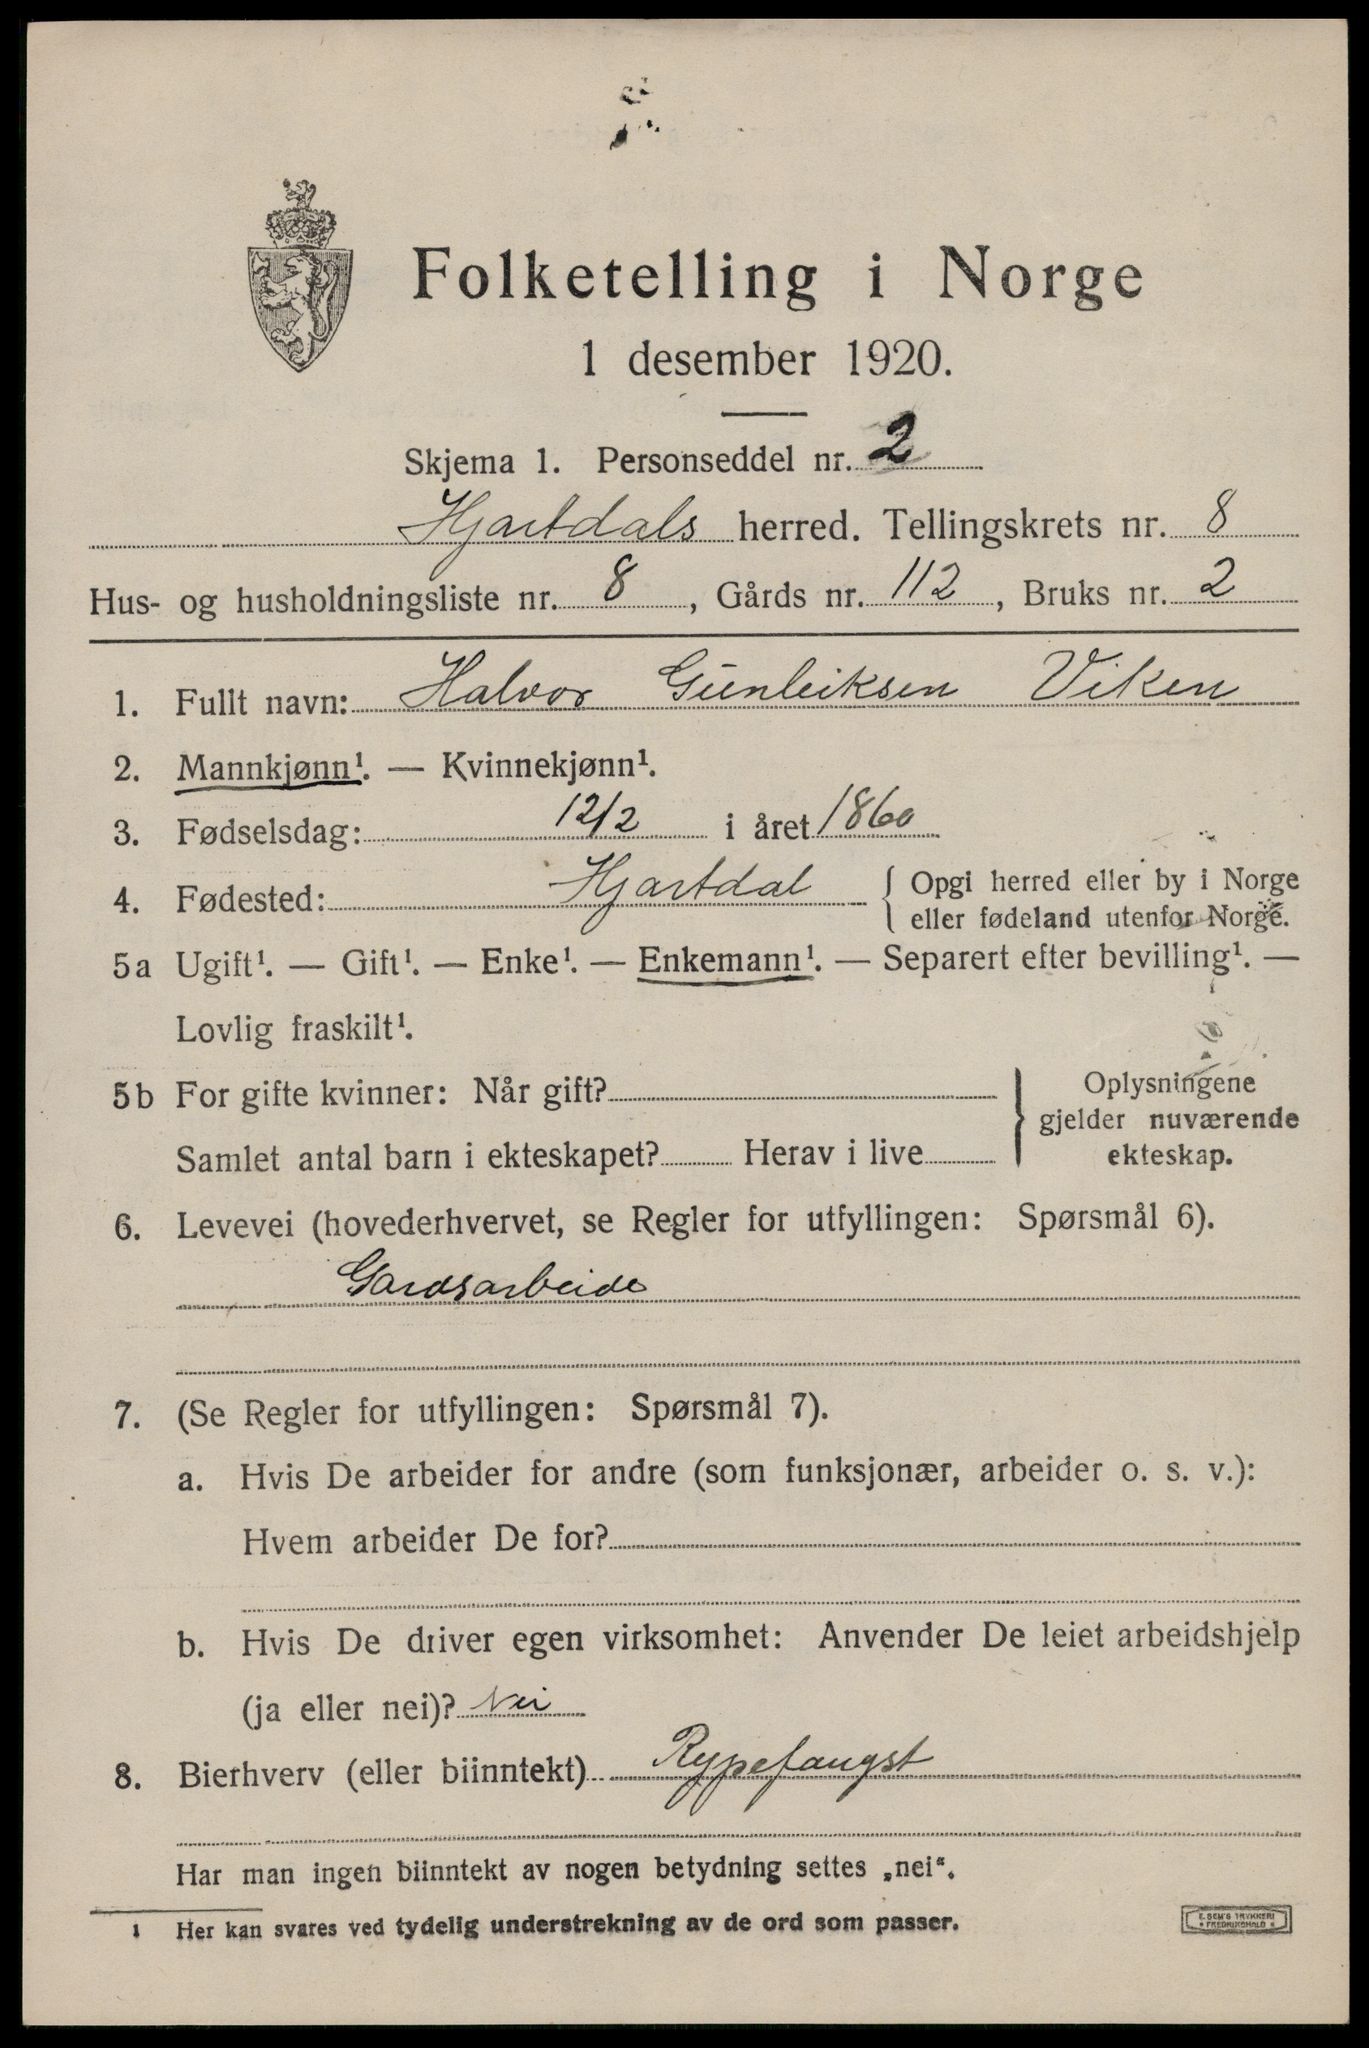 Folketelling i Norge
1 desember 1920.
Skjema 1. Personseddel nr. 2
Hjartdals herred. Tellingskrets nr. 8
Hus- og husholdningsliste nr. 8, Gårds nr. 112, Bruks nr. 2
1. Fullt navn: Halvor Gunleiksen Viken
2. Mannkjønn¹. — Kvinnekjønn¹.
3. Fødselsdag: 12/2 i året 1860
4. Fødested: Hjartdal { Opgi herred eller by i Norge
eller fødeland utenfor Norge.
5a Ugift¹. — Gift¹. — Enke¹. — Enkemann¹. — Separert efter bevilling¹. —
Lovlig fraskilt¹.
5b For gifte kvinner: Når gift?
Samlet antal barn i ekteskapet? Herav i live
} Oplysningene
gjelder nuværende
ekteskap.
6. Levevei (hovederhvervet, se Regler for utfyllingen: Spørsmål 6).
Gardsarbeide
7. (Se Regler for utfyllingen: Spørsmål 7).
a. Hvis De arbeider for andre (som funksjonær, arbeider o. s. v.):
Hvem arbeider De for?
b. Hvis De driver egen virksomhet: Anvender De leiet arbeidshjelp
(ja eller nei)? Nei
8. Bierhverv (eller biinntekt) Rypefangst
Har man ingen biinntekt av nogen betydning settes „nei“.
1 Her kan svares ved tydelig understrekning av de ord som passer.
E. SEM'S TRYKKERI
FREDRIKSHALD